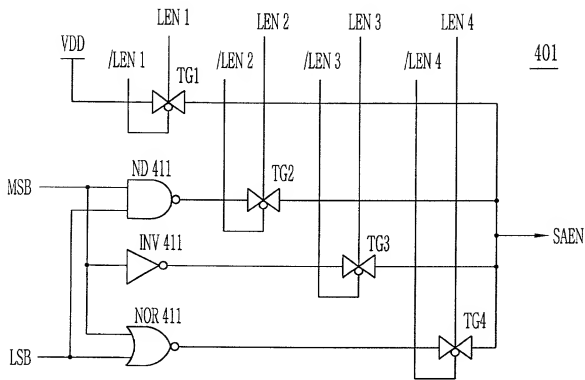 LEN 1
LEN 2
LEN 3
LEN 4
VDD
/LEN 1
/LEN 2
/LEN 3
/LEN 4
401
TG1
ND 411
TG2
MSB
INV 411
TG3
SAEN
NOR 411
TG4
LSB